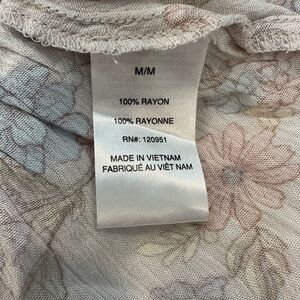 M/M
100% RAYON
100% RAYONNE
RN#: 120951
MADE IN VIETNAM
FABRIQUÉ AU VIÊT NAM